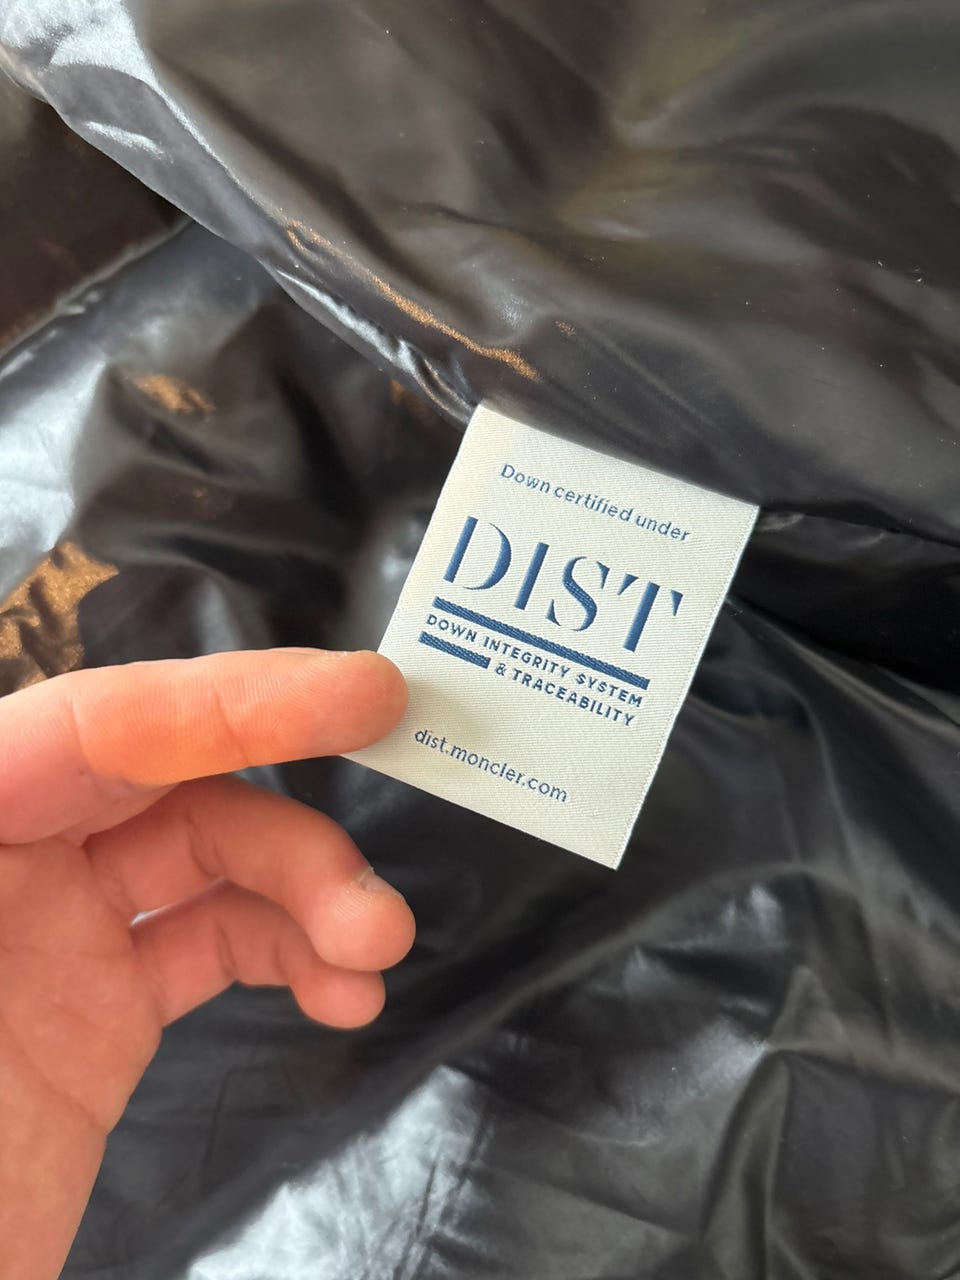 Down certified under
DIST
DOWN INTEGRITY SYSTEM
& TRACEABILITY
dist.moncler.com